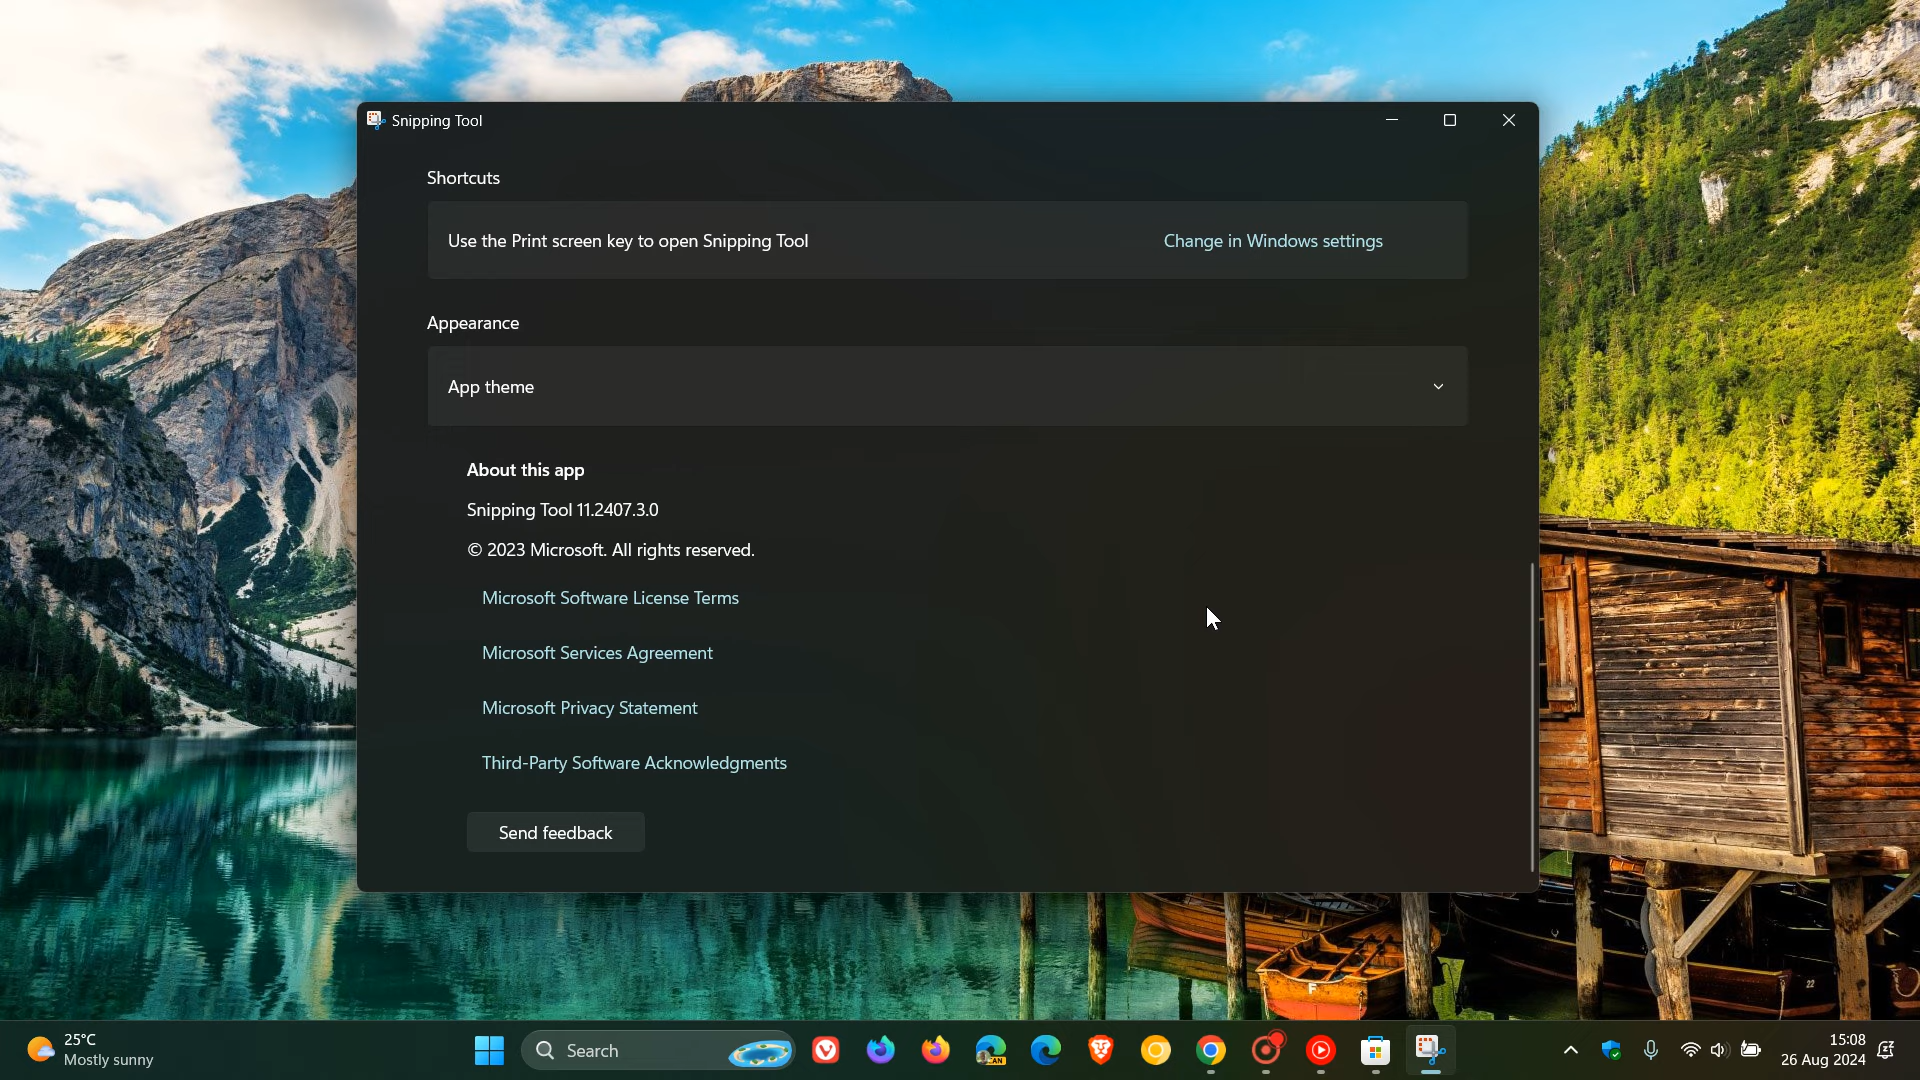 Snipping Tool
Shortcuts
Use the Print screen key to open Snipping Tool
Change in Windows settings
Appearance
App theme
About this app
Snipping Tool 11.2407.3.0
© 2023 Microsoft. All rights reserved.
Microsoft Software License Terms
Microsoft Services Agreement
Microsoft Privacy Statement
Third-Party Software Acknowledgments
Send feedback
F
22
25°C
Mostly sunny
Search
CAN
15:08
26 Aug 2024